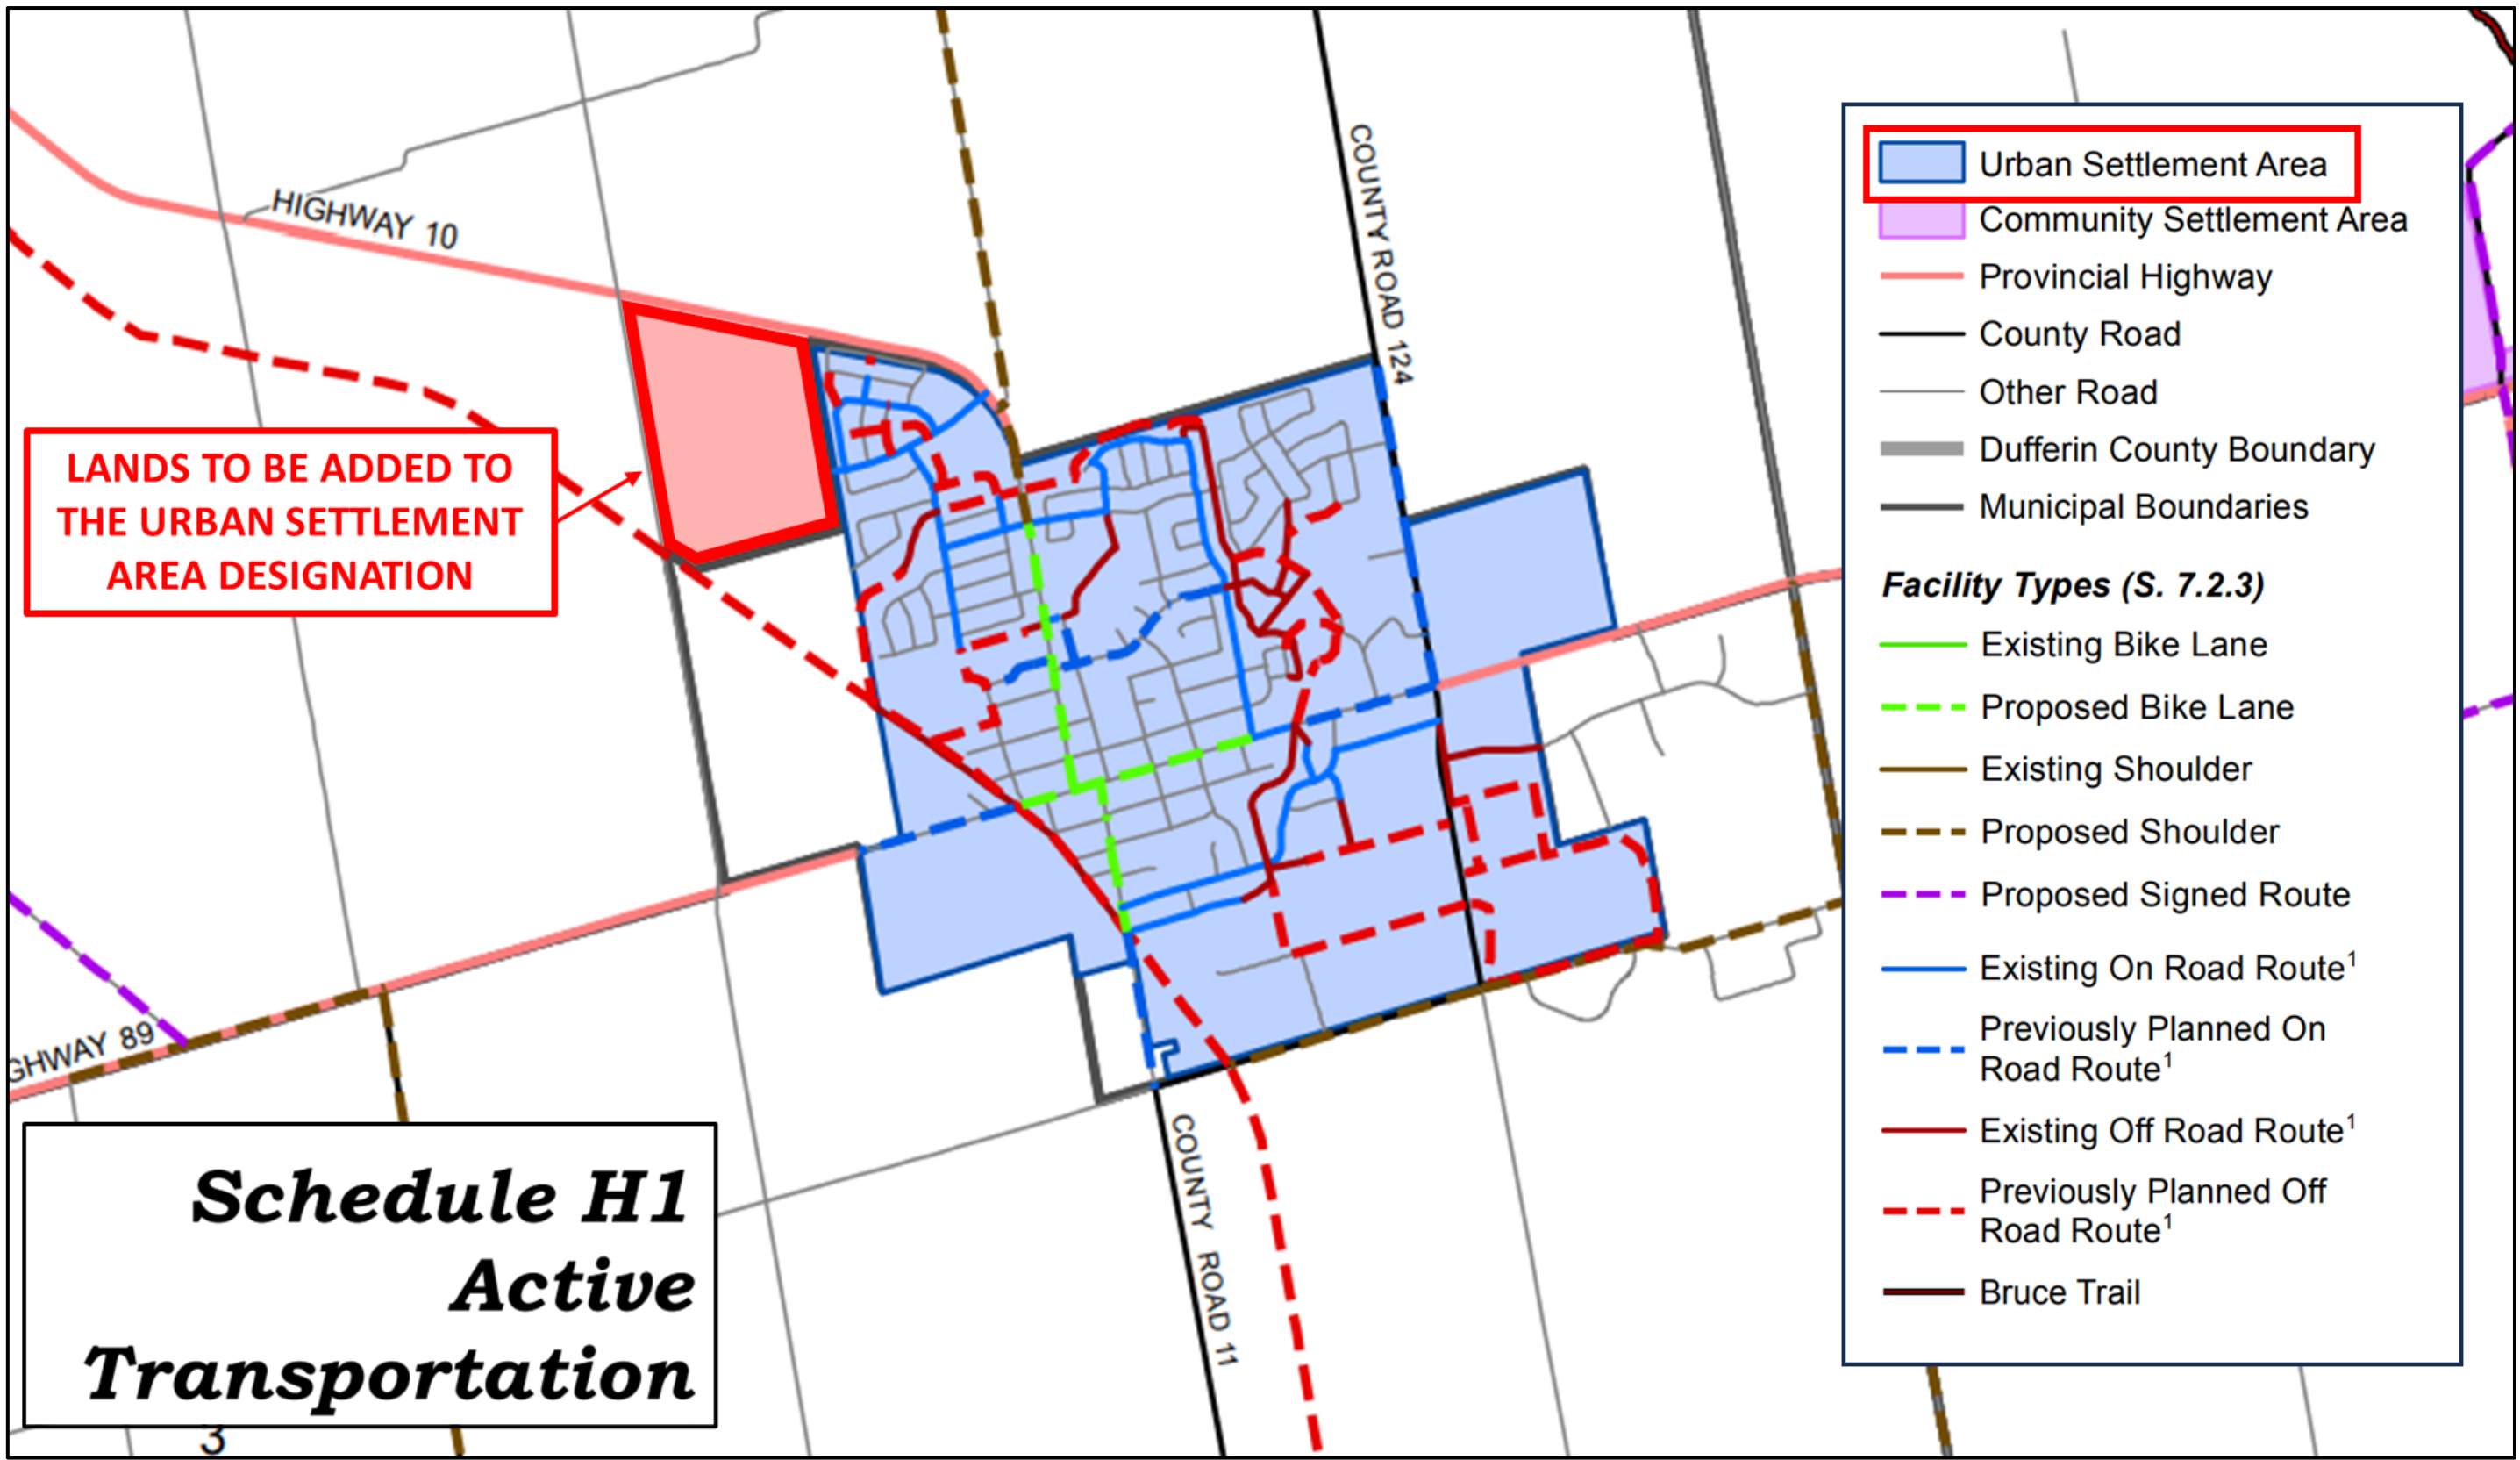 HIGHWAY 10
COUNTY ROAD 124
LANDS TO BE ADDED TO
THE URBAN SETTLEMENT
AREA DESIGNATION
GHWAY 89
COUNTY ROAD 11
Schedule H1
Active
Transportation
3
Urban Settlement Area
Community Settlement Area
Provincial Highway
County Road
Other Road
Dufferin County Boundary
Municipal Boundaries
Facility Types (S. 7.2.3)
Existing Bike Lane
Proposed Bike Lane
Existing Shoulder
Proposed Shoulder
Proposed Signed Route
Existing On Road Route¹
Previously Planned On
Road Route¹
Existing Off Road Route¹
Previously Planned Off
Road Route¹
Bruce Trail